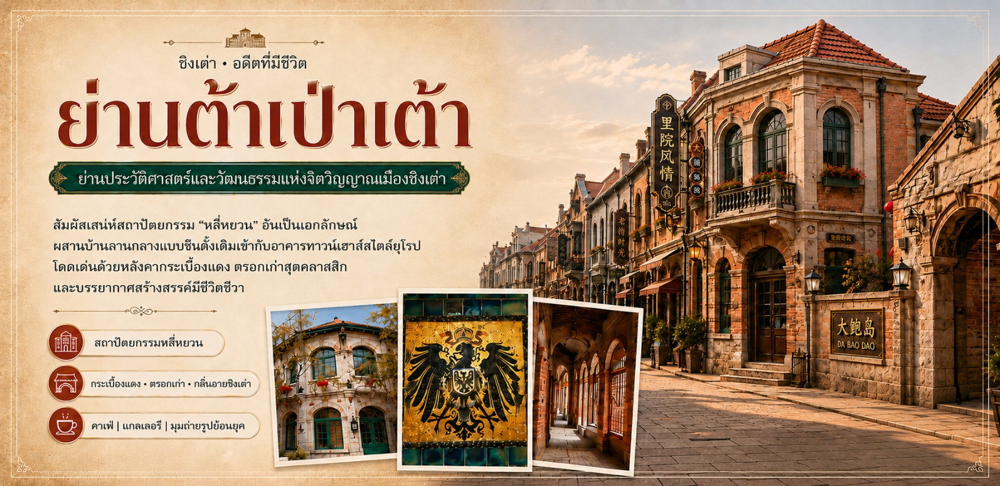 ชิงเต่า • อดีตที่มีชีวิต
ย่านต้าเป่าเต้า
ย่านประวัติศาสตร์และวัฒนธรรมแห่งจิตวิญญาณเมืองชิงเต่า
สัมผัสเสน่ห์สถาปัตยกรรม “หลี่หยวน” อันเป็นเอกลักษณ์
ผสานบ้านลานกลางแบบจีนดั้งเดิมเข้ากับอาคารทาวน์เฮาส์สไตล์ยุโรป
โดดเด่นด้วยหลังคากระเบื้องแดง ตรอกเก่าสุดคลาสสิก
และบรรยากาศสร้างสรรค์มีชีวิตชีวา
สถาปัตยกรรมหลี่หยวน
กระเบื้องแดง • ตรอกเก่า • กลิ่นอายชิงเต่า
คาเฟ่ | แกลเลอรี | มุมถ่ายรูปย้อนยุค
里院风情
大鲍岛
DA BAO DAO